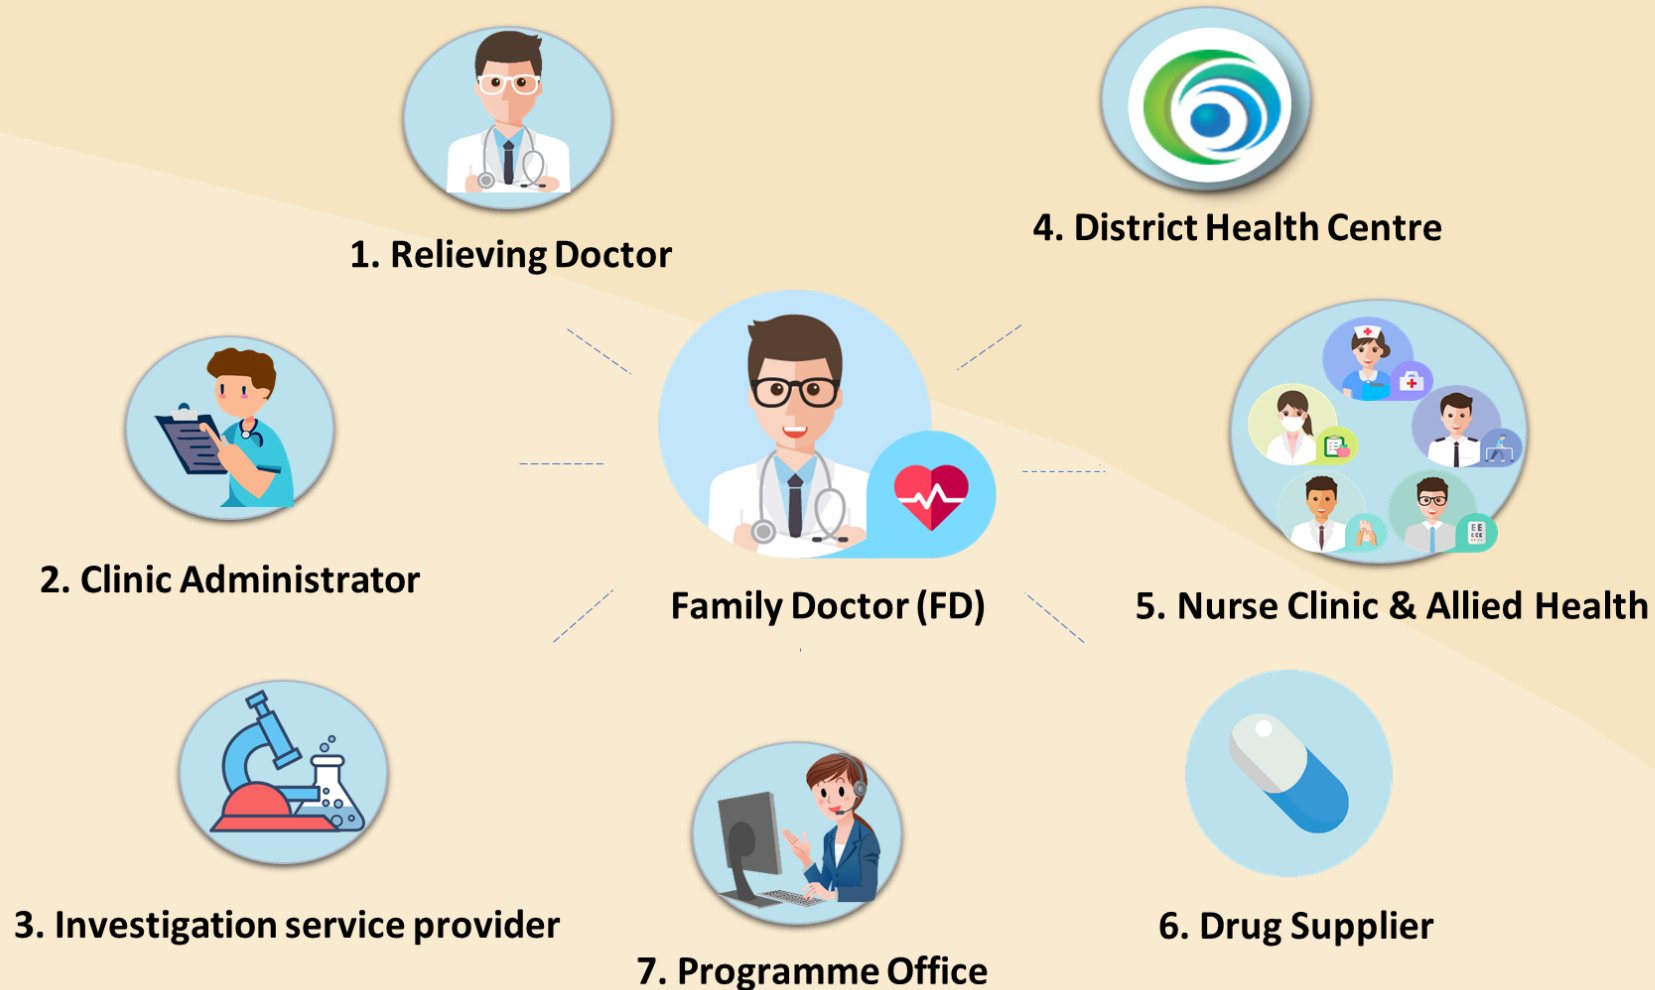 1. Relieving Doctor
4. District Health Centre
2. Clinic Administrator
Family Doctor (FD)
5. Nurse Clinic & Allied Health
3. Investigation service provider
6. Drug Supplier
7. Programme Office